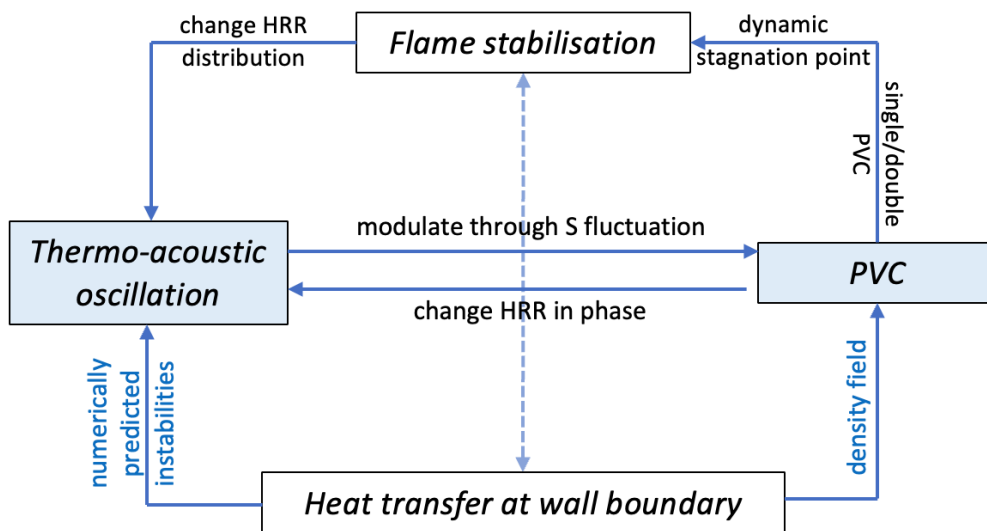 change HRR
distribution
Flame stabilisation
dynamic
stagnation point
single/double
PVC
Thermo-acoustic
oscillation
modulate through S fluctuation
change HRR in phase
PVC
numerically
predicted
instabilities
density field
Heat transfer at wall boundary